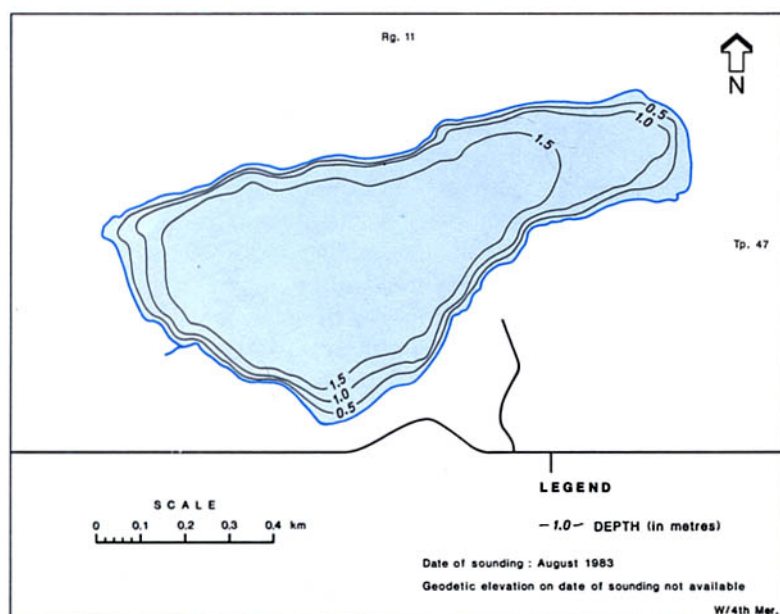 Rg. 11
N
0.5
1.0
1.5
Tp. 47
1.5
1.0
0.5
SCALE
0 0.1 0.2 0.3 0.4 km
LEGEND
-1.0- DEPTH (in metres)
Date of sounding : August 1983
Geodetic elevation on date of sounding not available
W/4th Mer.